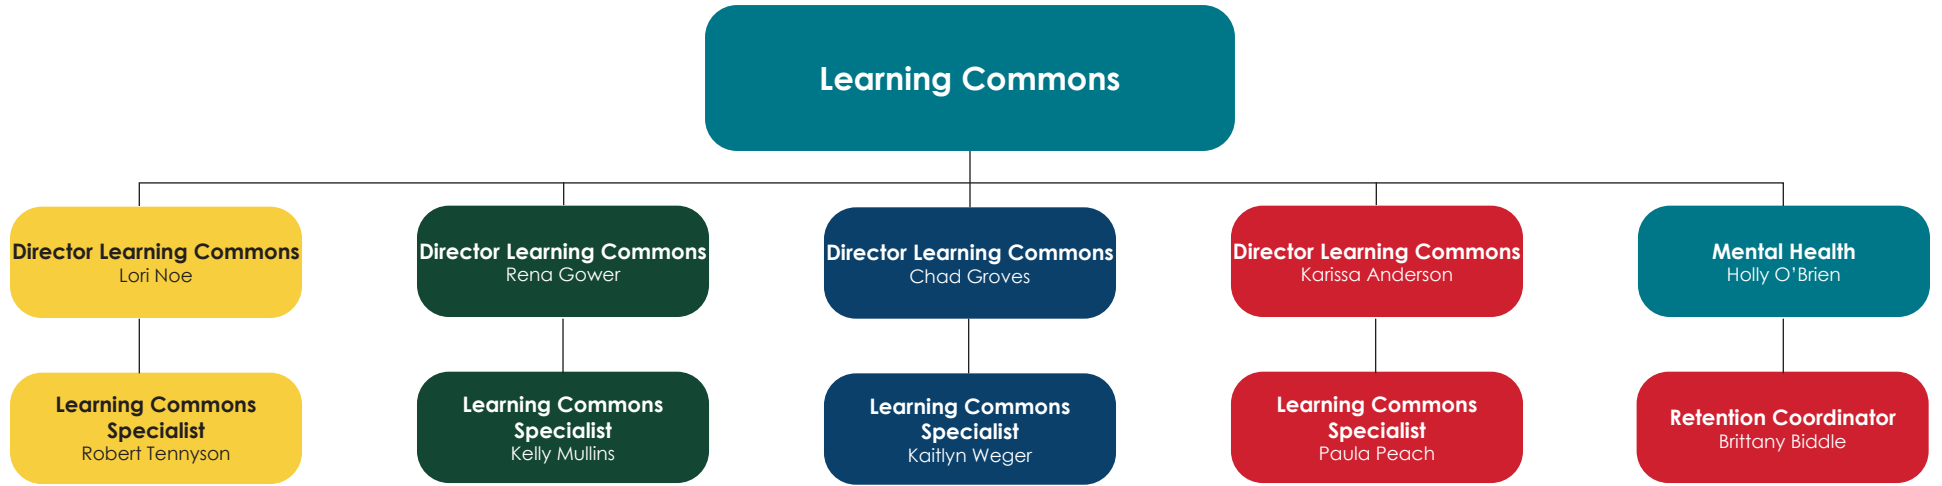 Learning Commons
Director Learning Commons
Lori Noe
Director Learning Commons
Rena Gower
Director Learning Commons
Chad Groves
Director Learning Commons
Karissa Anderson
Mental Health
Holly O’Brien
Learning Commons
Specialist
Robert Tennyson
Learning Commons
Specialist
Kelly Mullins
Learning Commons
Specialist
Kaitlyn Weger
Learning Commons
Specialist
Paula Peach
Retention Coordinator
Brittany Biddle